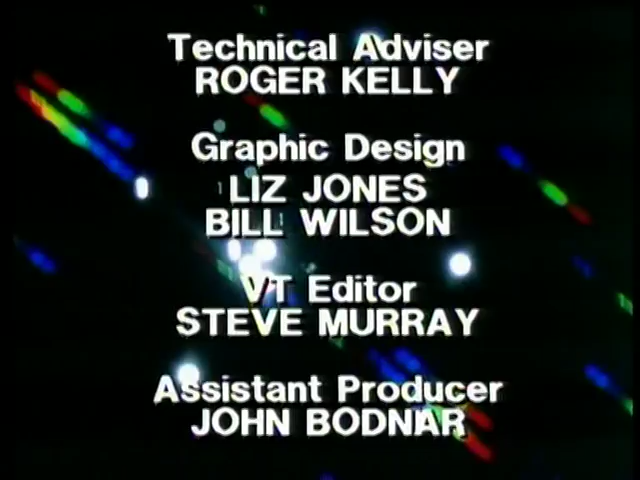 Technical Adviser
ROGER KELLY
Graphic Design
LIZ JONES
BILL WILSON
VT Editor
STEVE MURRAY
Assistant Producer
JOHN BODNAR